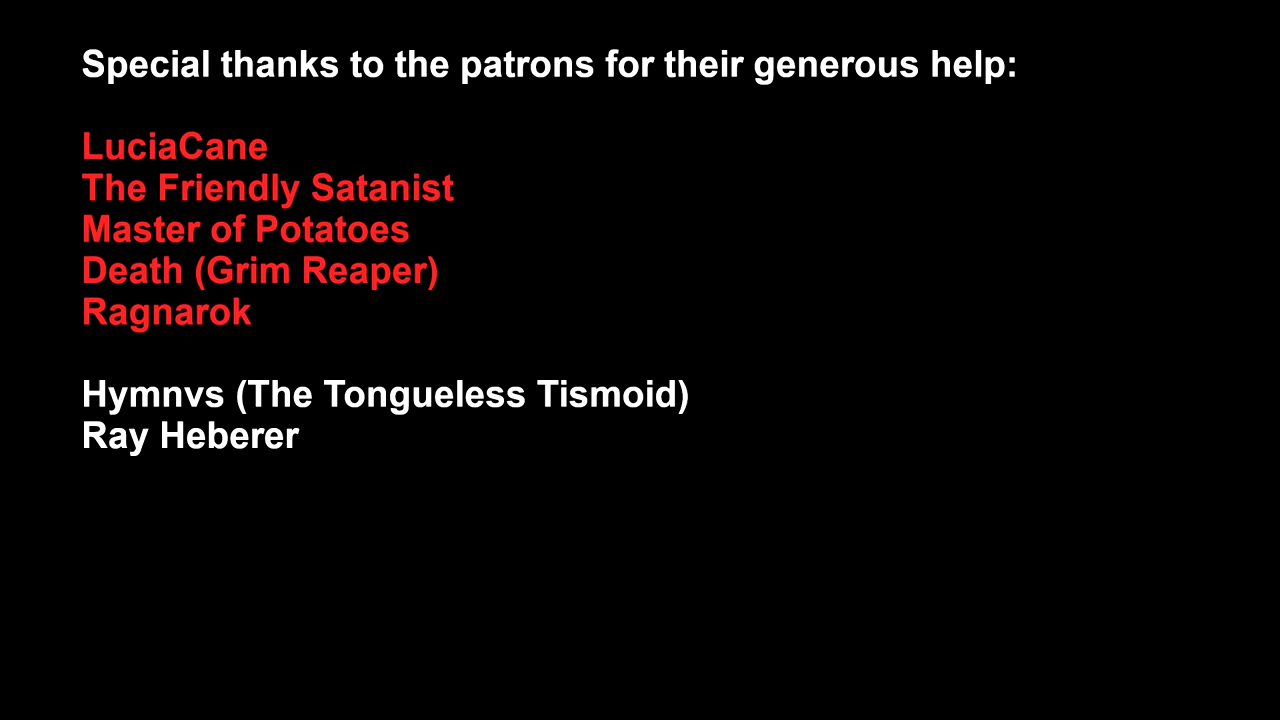 Special thanks to the patrons for their generous help:
LuciaCane
The Friendly Satanist
Master of Potatoes
Death (Grim Reaper)
Ragnarok
Hymnvs (The Tongueless Tismoid)
Ray Heberer